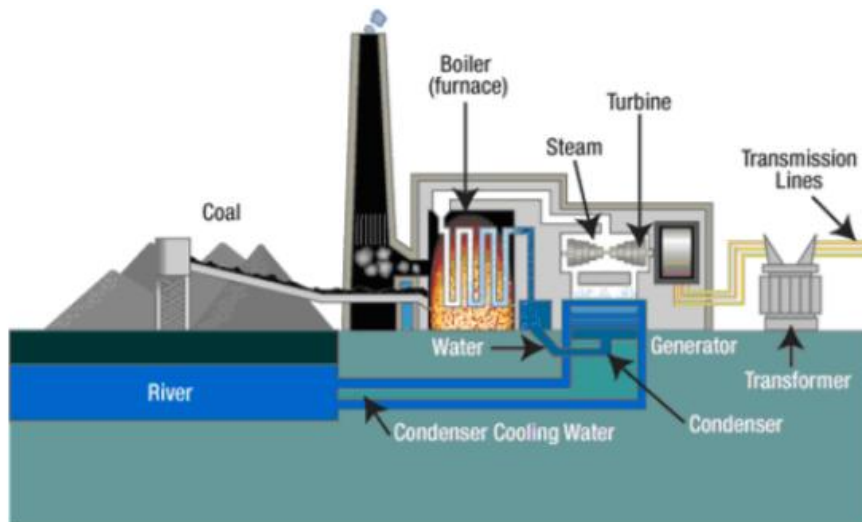 Boiler
(furnace)
Turbine
Steam
Transmission
Lines
Coal
Water
Generator
River
Transformer
Condenser
Condenser Cooling Water